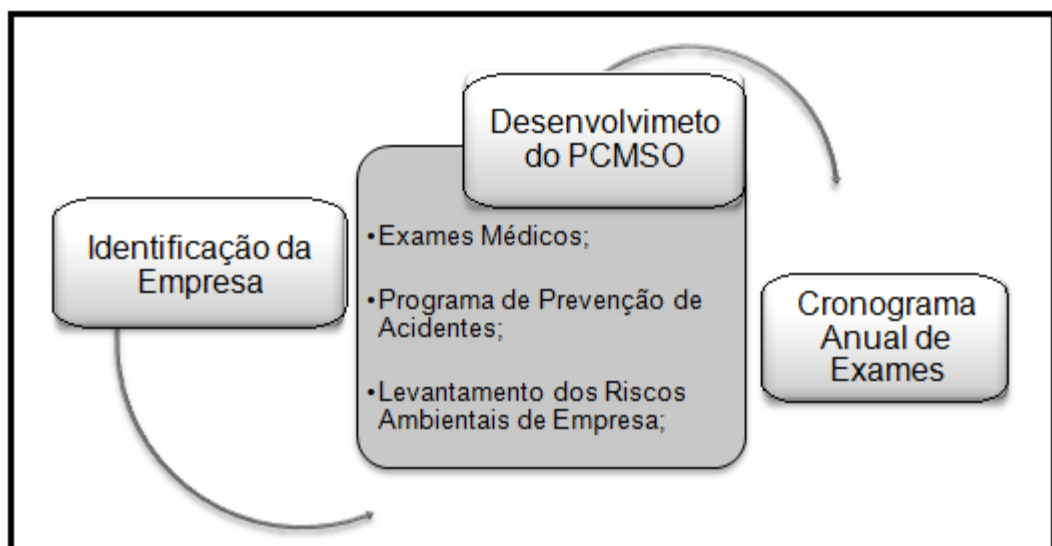 Identificação da
Empresa
Desenvolvimeto
do PCMSO
•Exames Médicos;
•Programa de Prevenção de
Acidentes;
•Levantamento dos Riscos
Ambientais de Empresa;
Cronograma
Anual de
Exames